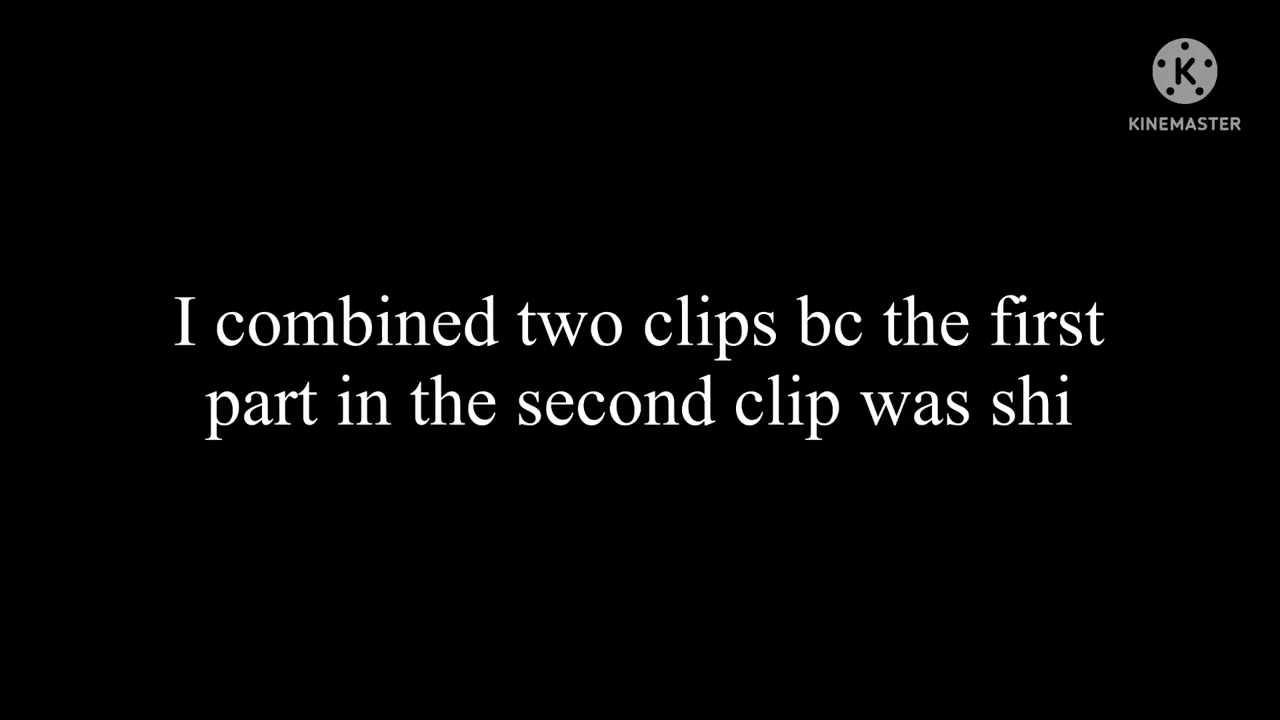 K
KINEMASTER
I combined two clips bc the first
part in the second clip was shi